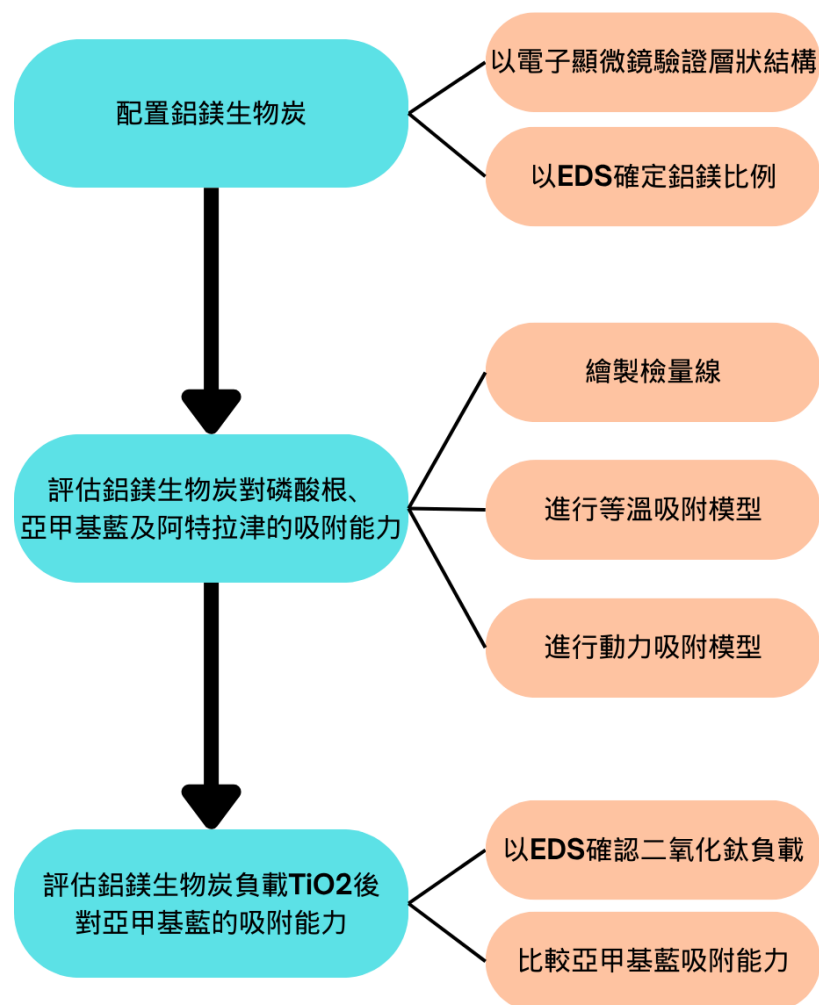 配置鋁鎂生物炭
以電子顯微鏡驗證層狀結構
以EDS確定鋁鎂比例
評估鋁鎂生物炭對磷酸根、
亞甲基藍及阿特拉津的吸附能力
繪製檢量線
進行等溫吸附模型
進行動力吸附模型
評估鋁鎂生物炭負載TiO2後
對亞甲基藍的吸附能力
以EDS確認二氧化鈦負載
比較亞甲基藍吸附能力